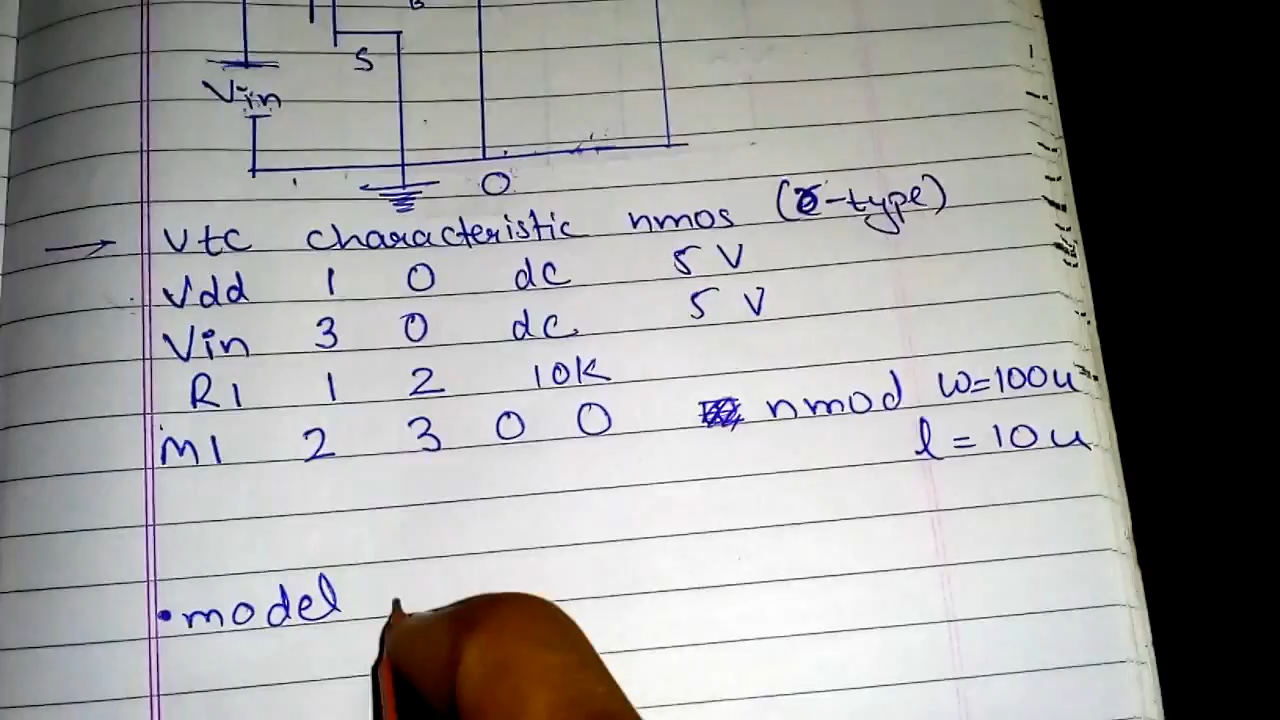 S
Vin
0
Vtc characteristic nmos (-type)
Vdd 1 0 dc 5 V
Vin 3 0 dc 5 V
R1 1 2 10K
M1 2 3 0 0 nmod w=100u
l=10u
.model